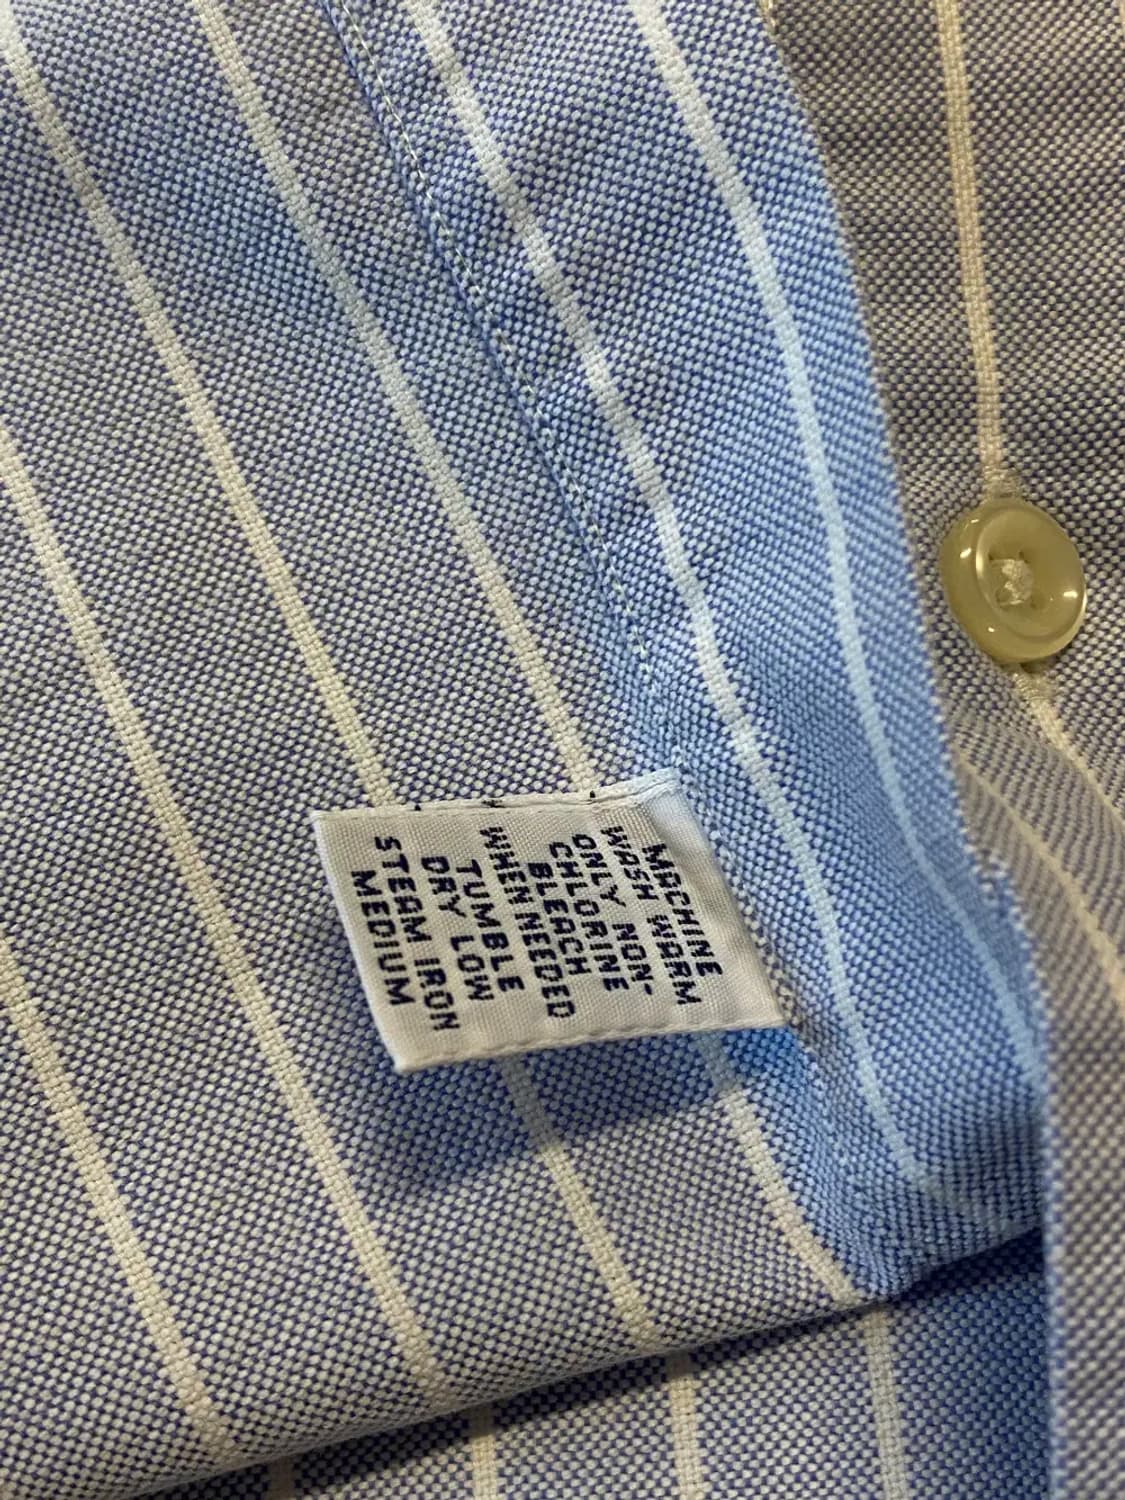 MACHINE
WASH WARM
ONLY NON-
CHLORINE
BLEACH
WHEN NEEDED
TUMBLE
DRY LOW
STEAM IRON
MEDIUM